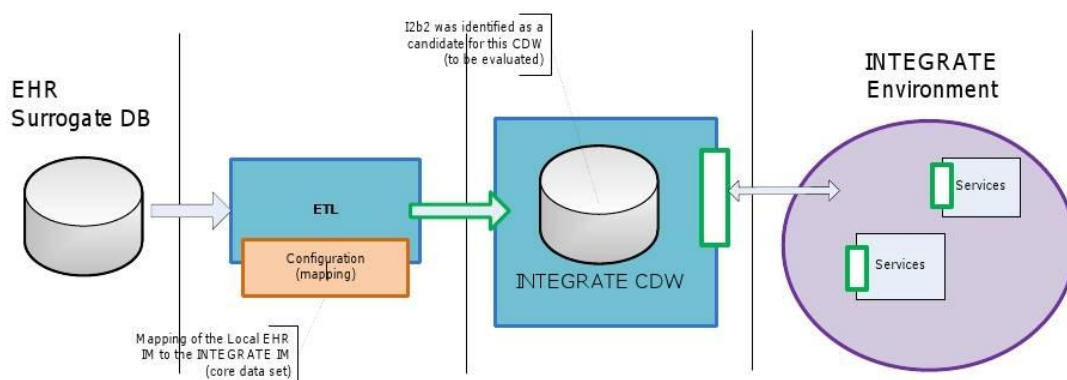 EHR
Surrogate DB
I2b2 was identified as a
candidate for this CDW
(to be evaluated)
INTEGRATE
Environment
ETL
Configuration
(mapping)
INTEGRATE CDW
Services
Services
Mapping of the Local EHR
IM to the INTEGRATE IM
(core data set)